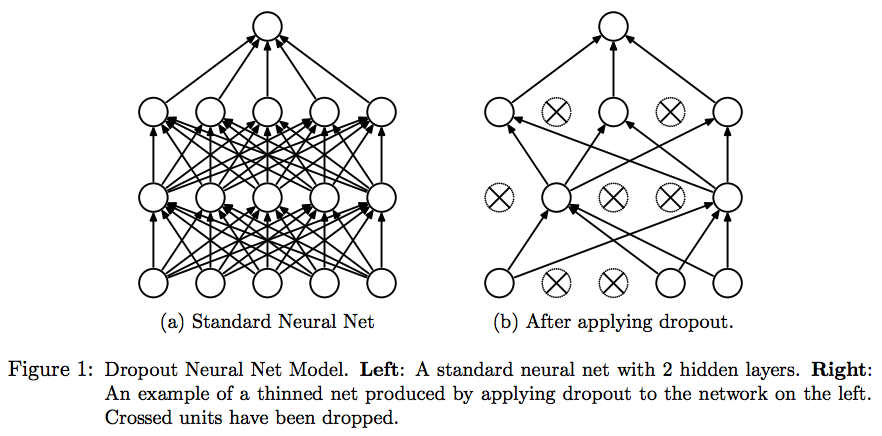 (a) Standard Neural Net
(b) After applying dropout.
Figure 1: Dropout Neural Net Model. Left: A standard neural net with 2 hidden layers. Right:
An example of a thinned net produced by applying dropout to the network on the left.
Crossed units have been dropped.